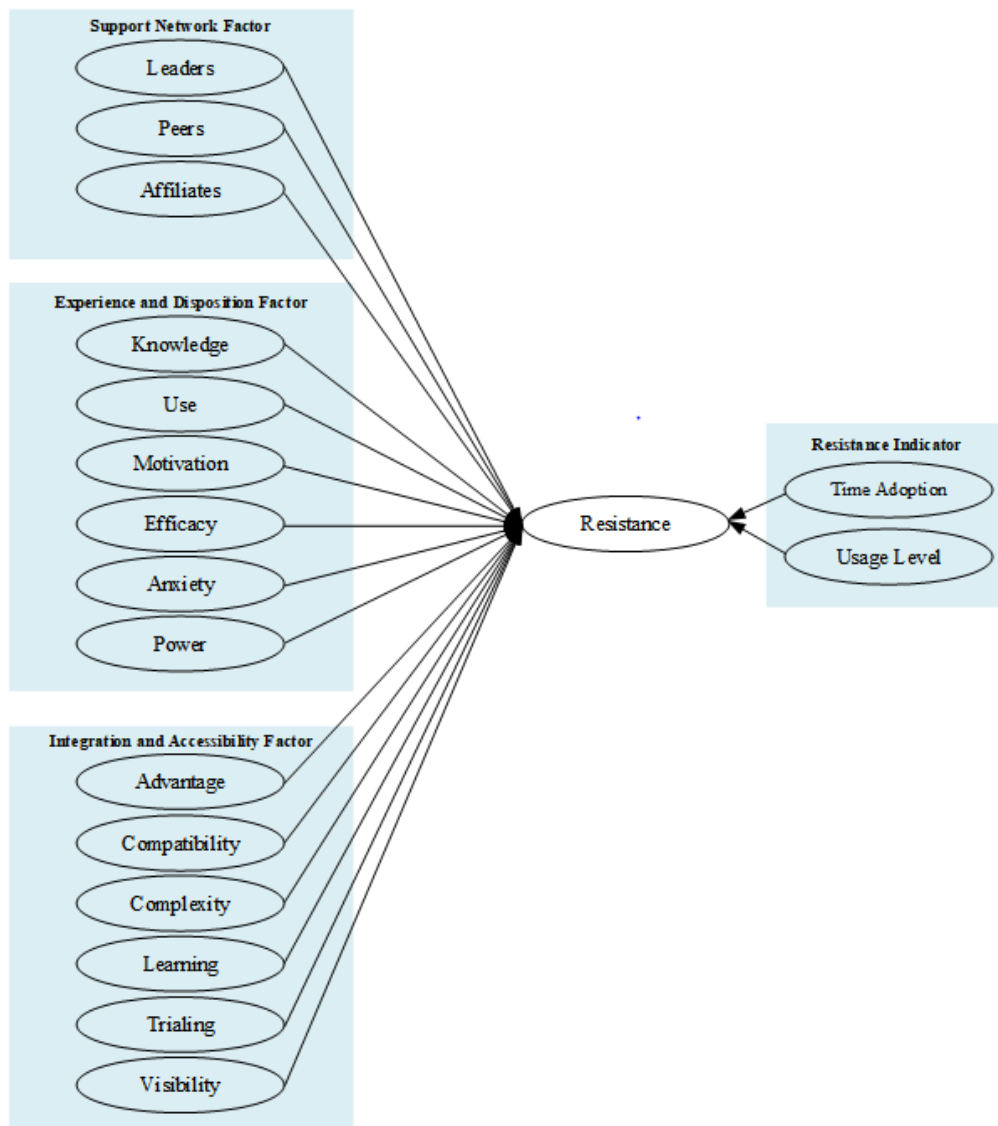 Support Network Factor
Leaders
Peers
Affiliates
Experience and Disposition Factor
Knowledge
Use
Motivation
Efficacy
Anxiety
Power
Integration and Accessibility Factor
Advantage
Compatibility
Complexity
Learning
Trialing
Visibility
Resistance
Resistance Indicator
Time Adoption
Usage Level